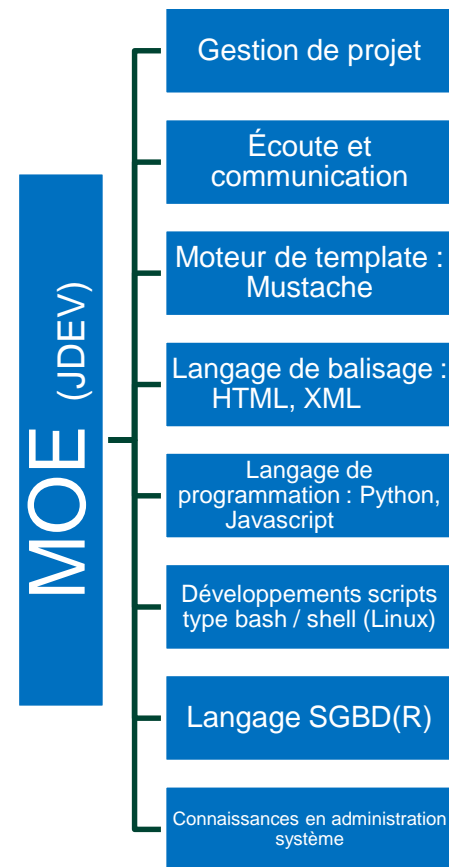 MOE (JDEV)
Gestion de projet
Écoute et
communication
Moteur de template :
Mustache
Langage de balisage :
HTML, XML
Langage de
programmation : Python,
Javascript
Développements scripts
type bash / shell (Linux)
Langage SGBD(R)
Connaissances en administration
système